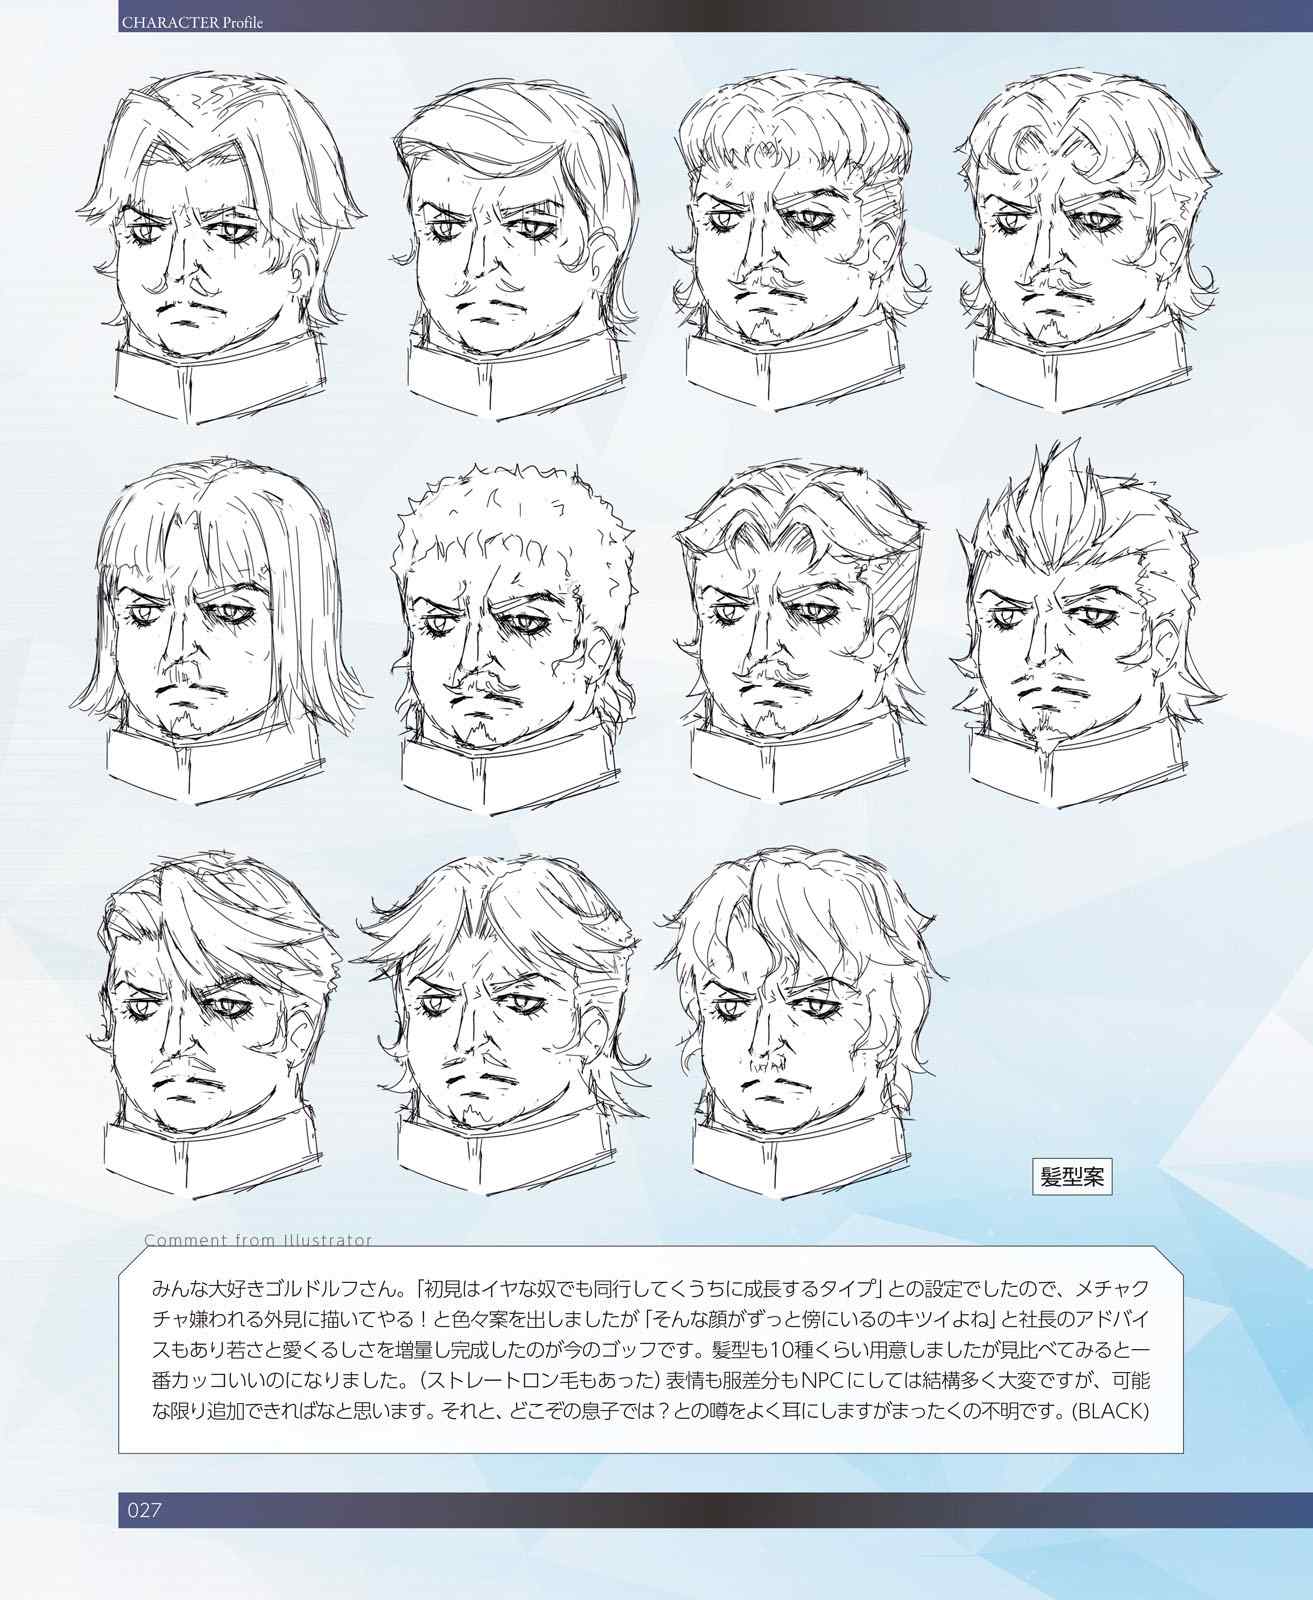 CHARACTER Profile
髪型案
Comment from Illustrator
みんな大好きゴルドルフさん。「初見はイヤな奴でも同行してくうちに成長するタイプ」との設定でしたので、メチャク
チャ嫌われる外見に描いてやる！と色々案を出しましたが「そんな顔がずっと傍にいるのキツイよね」と社長のアドバイ
スもあり若さと愛くるしさを増量し完成したのが今のゴッフです。髪型も10種くらい用意しましたが見比べてみると一
番カッコいいのになりました。（ストレートロン毛もあった）表情も服差分もNPCにしては結構多く大変ですが、可能
な限り追加できればなと思います。それと、どこぞの息子では？との噂をよく耳にしますがまったくの不明です。(BLACK)
027